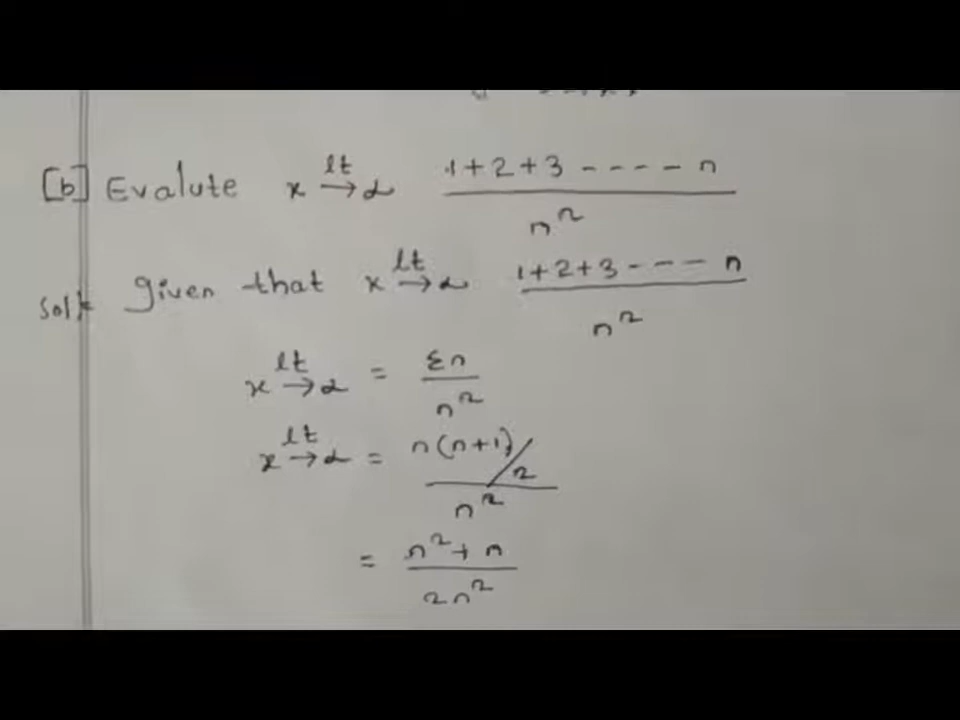 [b] Evalute lt x→∝ 1+2+3 ----- n / n²
Sol: given that lt x→∝ 1+2+3 ---- n / n²
lt x→∝ = Σn / n²
lt x→∝ = n(n+1)/2 / n²
= n²+n / 2n²